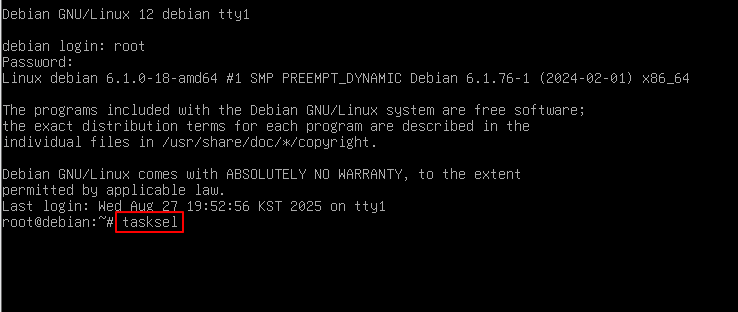 Debian GNU/Linux 12 debian tty1
debian login: root
Password:
Linux debian 6.1.0-18-amd64 #1 SMP PREEMPT_DYNAMIC Debian 6.1.76-1 (2024-02-01) x86_64
The programs included with the Debian GNU/Linux system are free software;
the exact distribution terms for each program are described in the
individual files in /usr/share/doc/*/copyright.
Debian GNU/Linux comes with ABSOLUTELY NO WARRANTY, to the extent
permitted by applicable law.
Last login: Wed Aug 27 19:52:56 KST 2025 on tty1
root@debian:~# tasksel